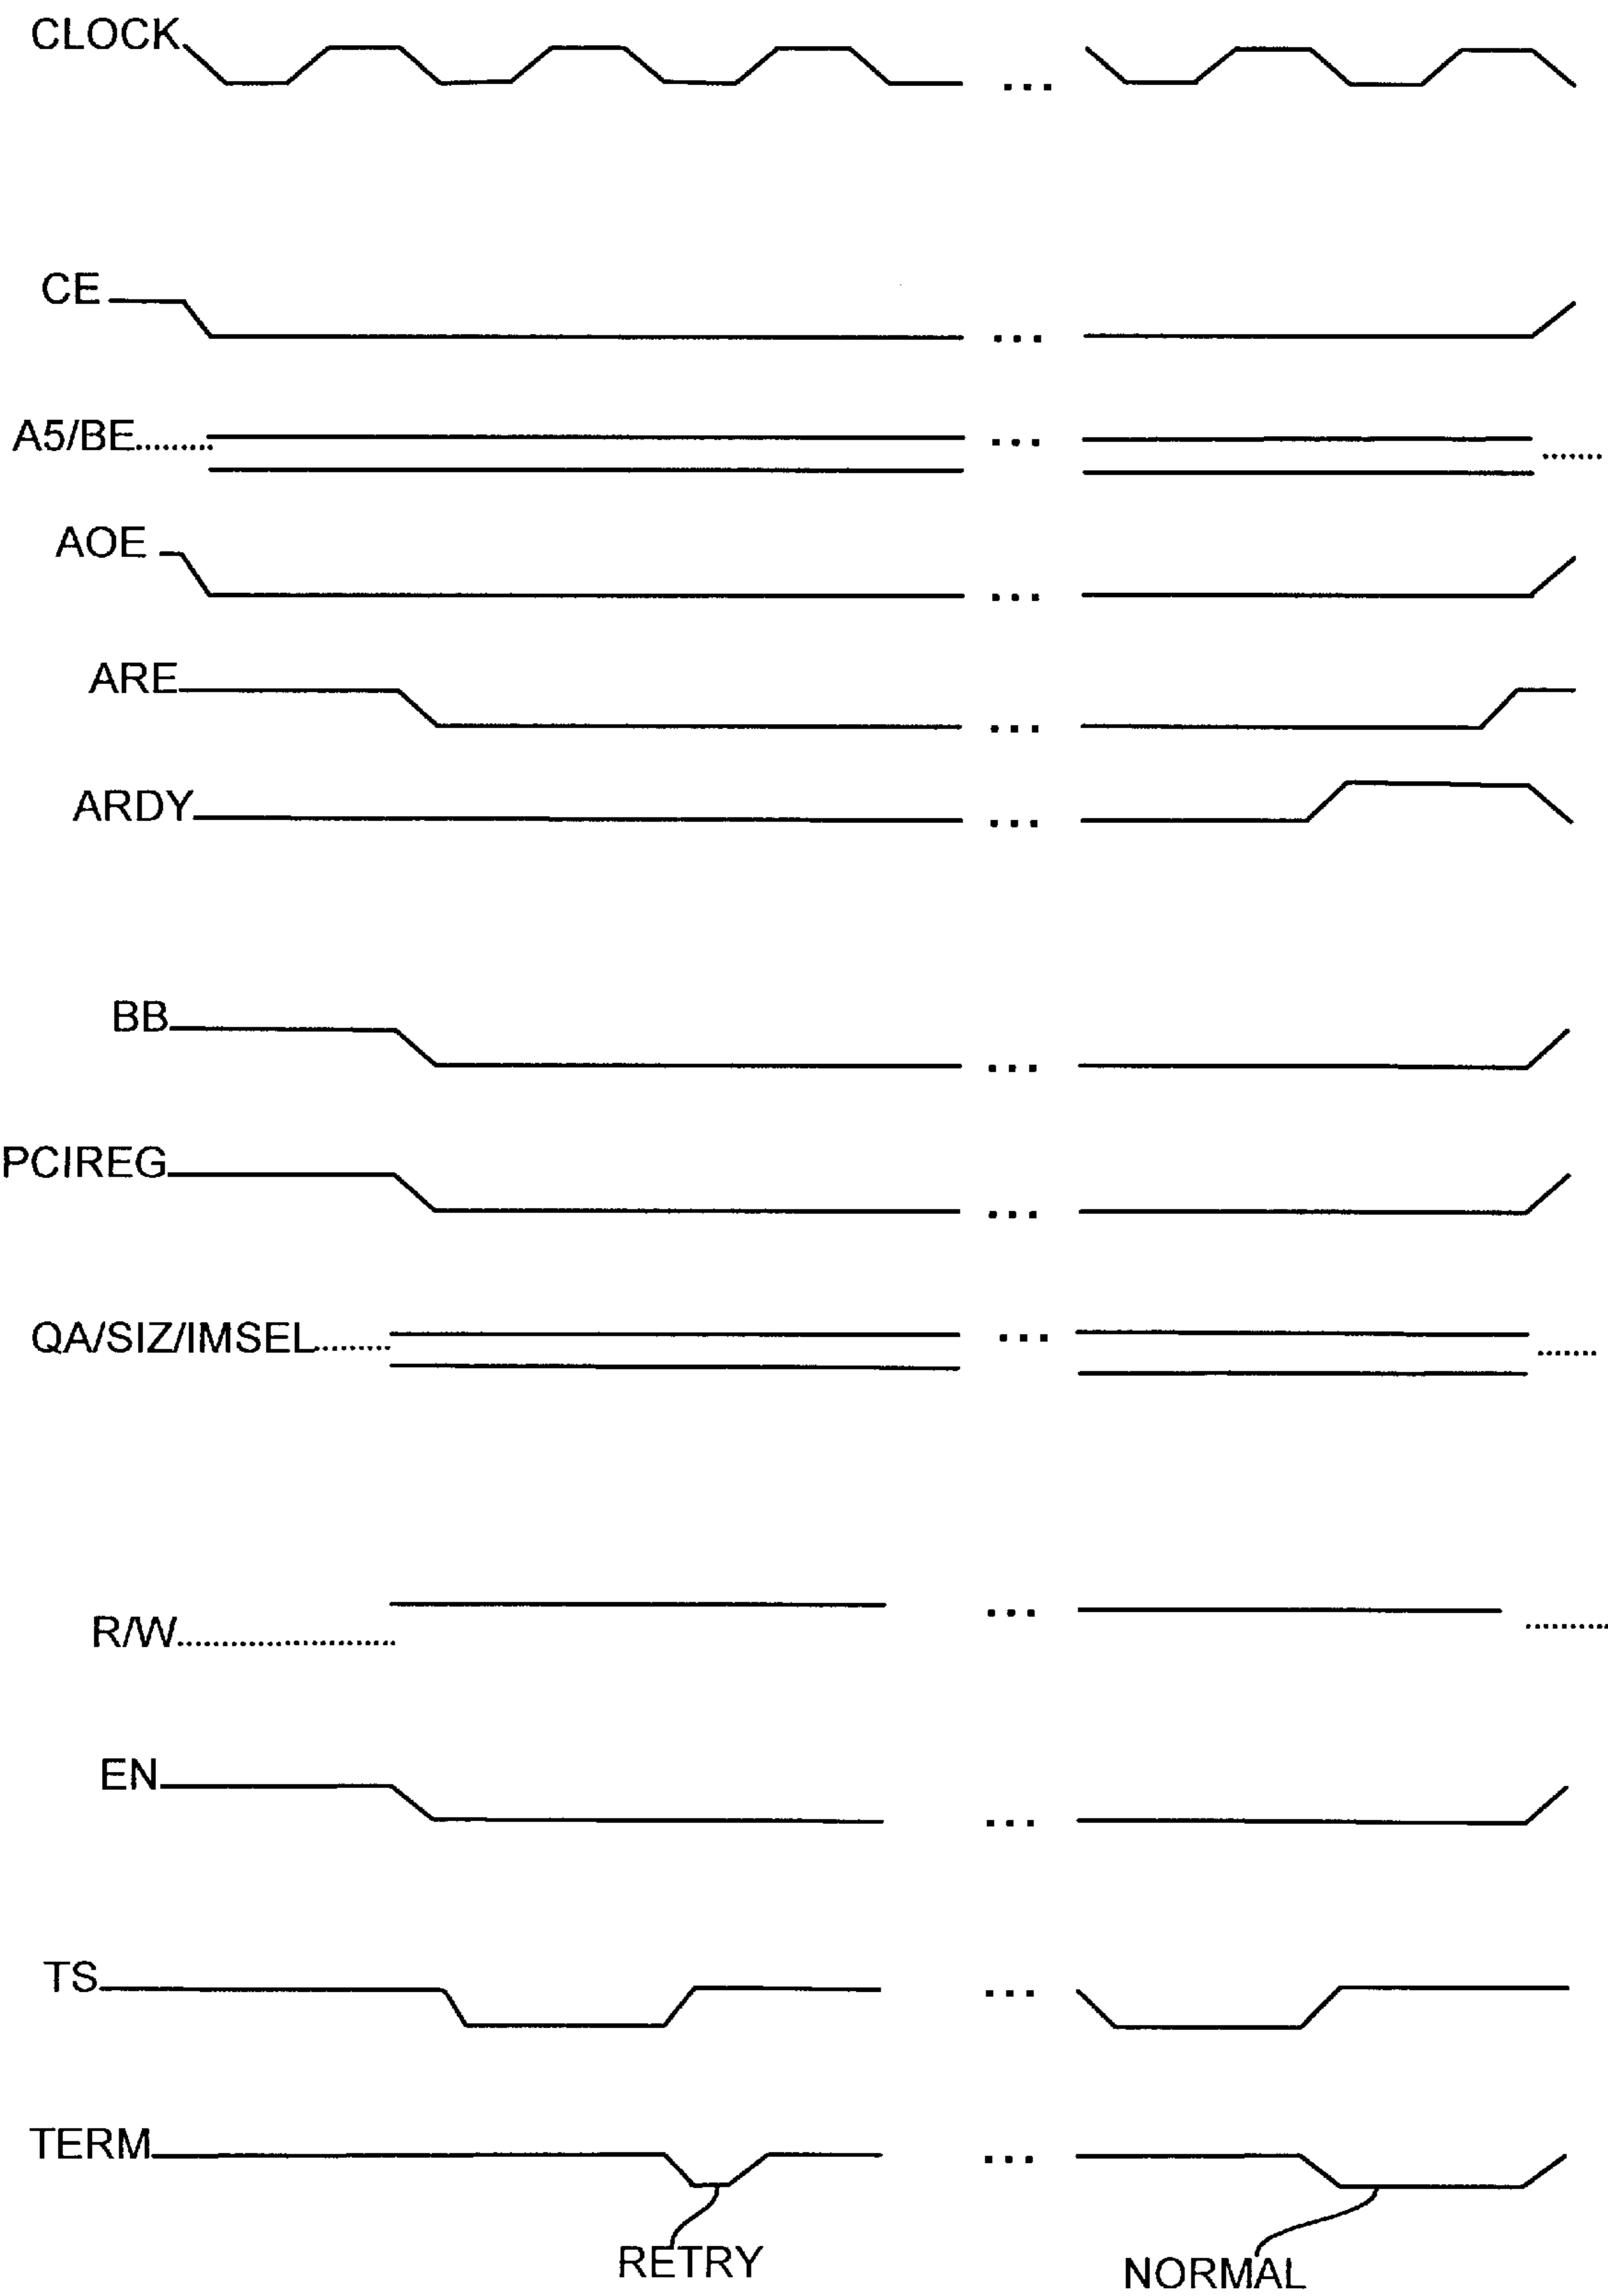 CLOCK
CE
A5/BE
AOE
ARE
ARDY
BB
PCIREG
QA/SIZ/IMSEL
R/W
EN
TS
TERM
RETRY
NORMAL